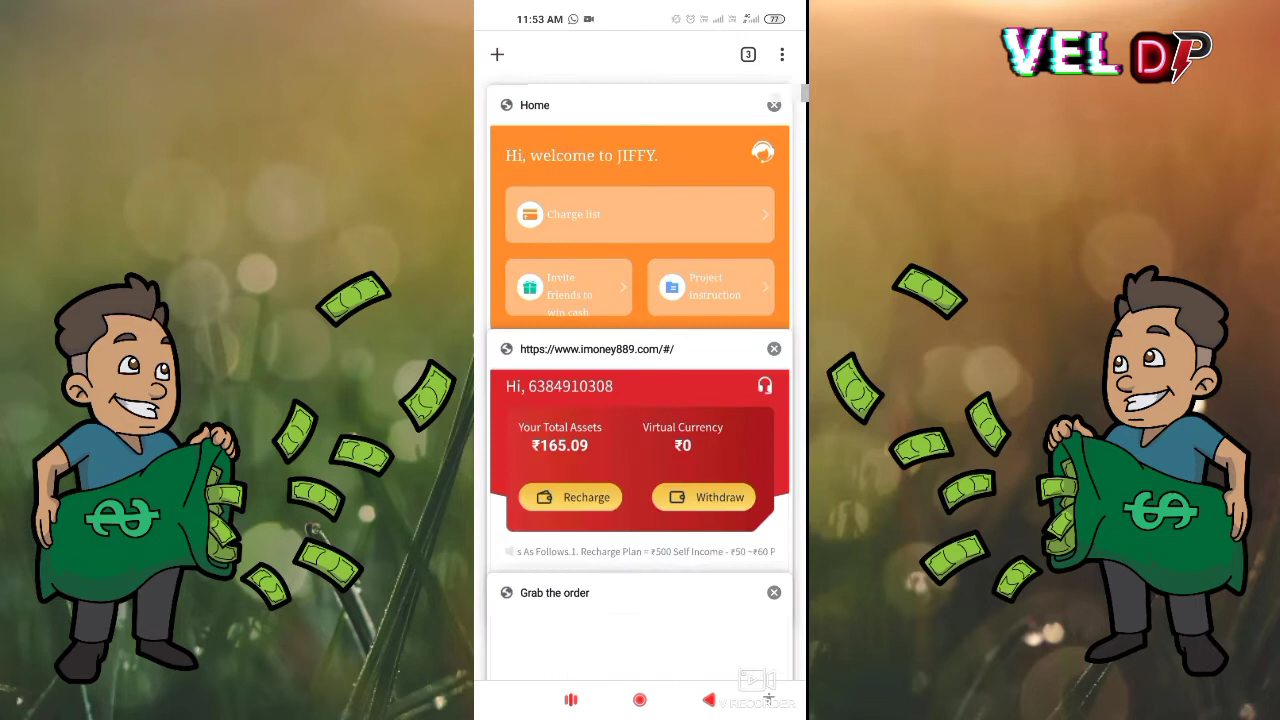 11:53 AM
77
VEL DP
3
Home
Hi, welcome to JIFFY.
Charge list
Invite
friends to
win cash
Project
instruction
https://www.imoney889.com/#/
Hi, 6384910308
Your Total Assets
₹165.09
Virtual Currency
₹0
Recharge
Withdraw
s As Follows.1. Recharge Plan = ₹500 Self Income - ₹50 ~₹60 P
Grab the order
V RECORDER
$
$